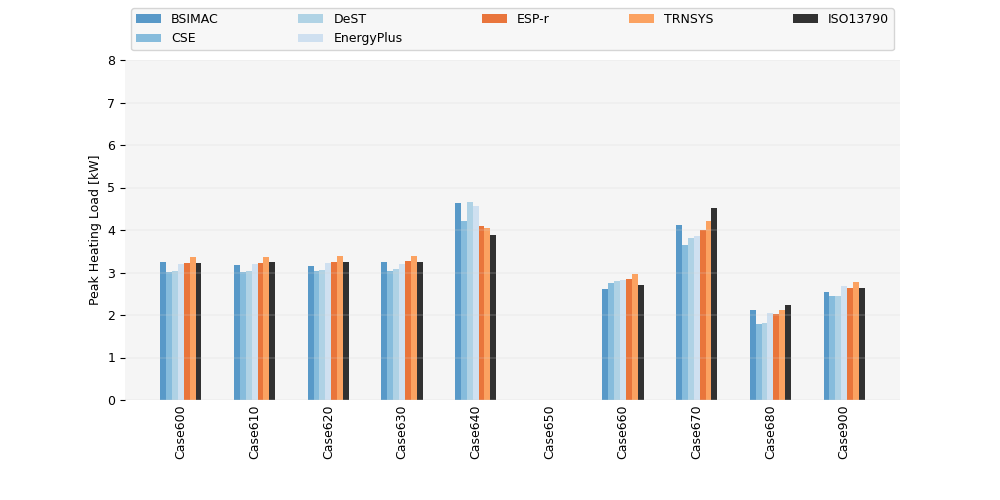 BSIMAC DeST ESP-r TRNSYS ISO13790
CSE EnergyPlus
8
7
6
5
4
3
2
1
0
Peak Heating Load [kW]
Case600 Case610 Case620 Case630 Case640 Case650 Case660 Case670 Case680 Case900